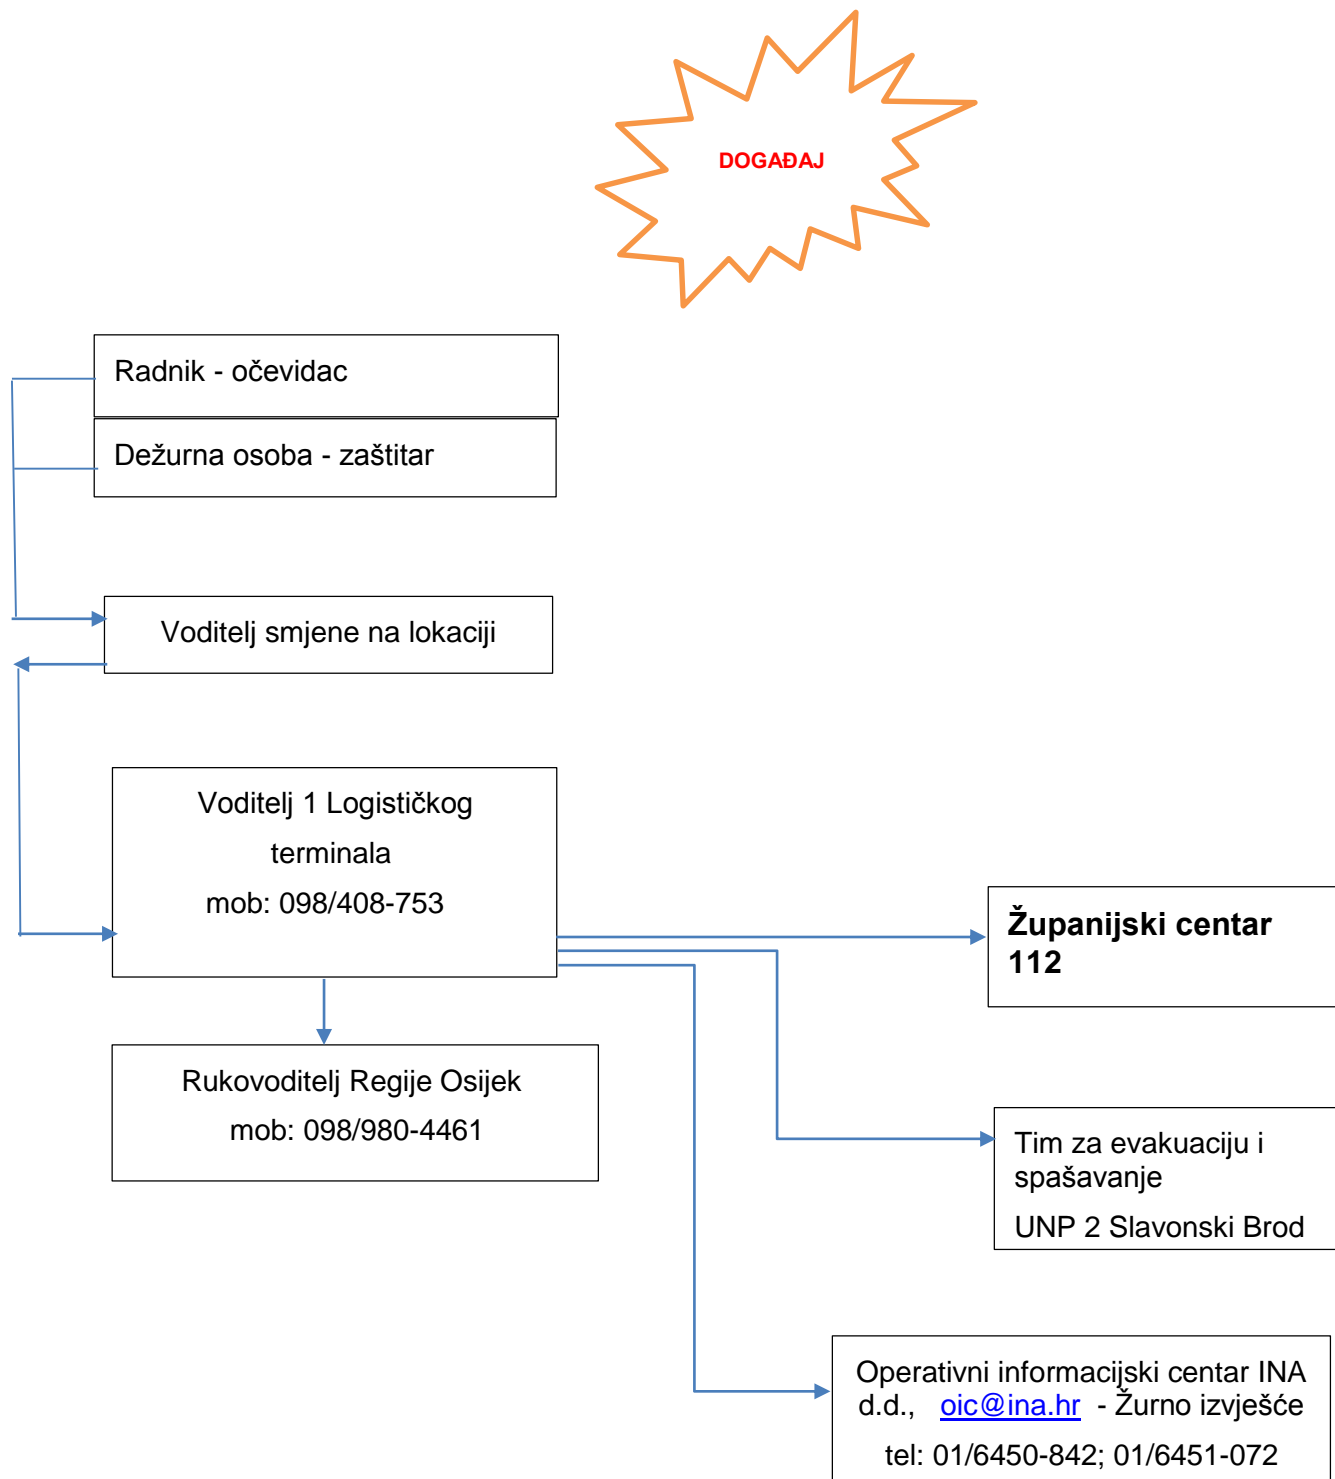 DOGAĐAJ
Radnik - očevidac
Dežurna osoba - zaštitar
Voditelj smjene na lokaciji
Voditelj 1 Logističkog
terminala
mob: 098/408-753
Županijski centar
112
Rukovoditelj Regije Osijek
mob: 098/980-4461
Tim za evakuaciju i
spašavanje
UNP 2 Slavonski Brod
Operativni informacijski centar INA
d.d., oic@ina.hr - Žurno izvješće
tel: 01/6450-842; 01/6451-072